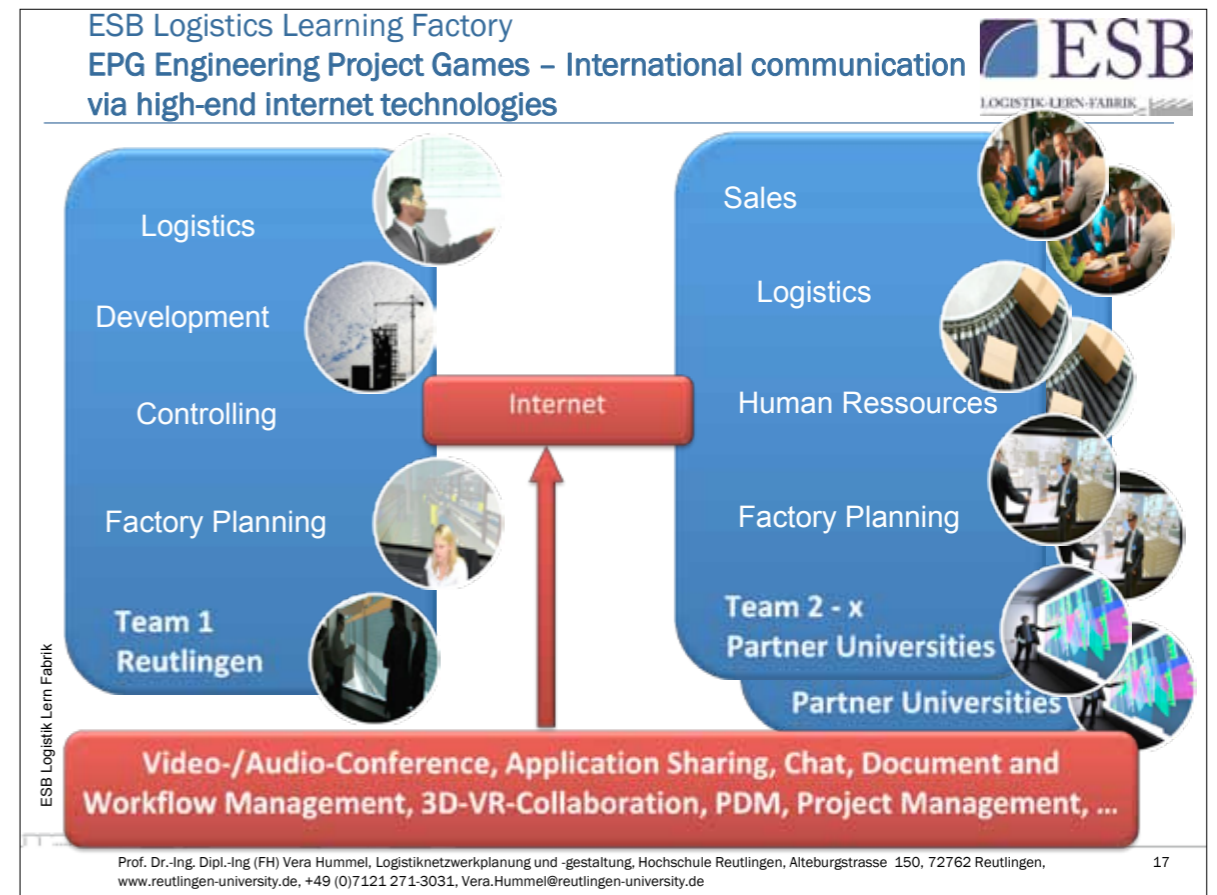 ESB Logistics Learning Factory
EPG Engineering Project Games – International communication
via high-end internet technologies
ESB
LOGISTIK-LERN-FABRIK
Logistics
Development
Controlling
Factory Planning
Team 1
Reutlingen
Internet
Sales
Logistics
Human Ressources
Factory Planning
Team 2 - x
Partner Universities
Partner Universities
Video-/Audio-Conference, Application Sharing, Chat, Document and
Workflow Management, 3D-VR-Collaboration, PDM, Project Management, ...
ESB Logistik Lern Fabrik
Prof. Dr.-Ing. Dipl.-Ing (FH) Vera Hummel, Logistiknetzwerkplanung und -gestaltung, Hochschule Reutlingen, Alteburgstrasse 150, 72762 Reutlingen,
www.reutlingen-university.de, +49 (0)7121 271-3031, Vera.Hummel@reutlingen-university.de
17